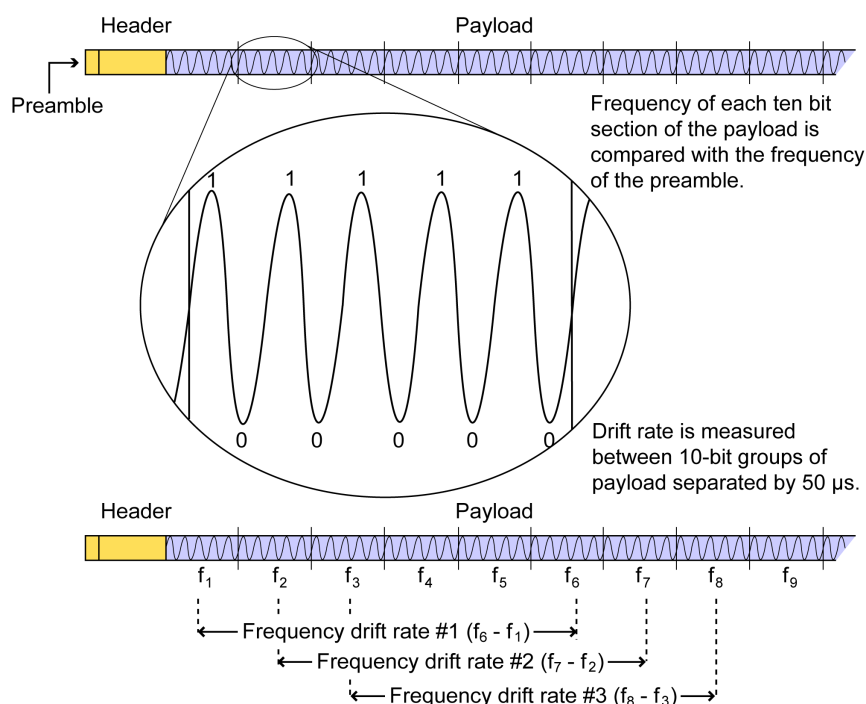 Header Payload
Preamble
Frequency of each ten bit
section of the payload is
compared with the frequency
of the preamble.
1 1 1 1 1
0 0 0 0 0
Drift rate is measured
between 10-bit groups of
payload separated by 50 µs.
Header Payload
f₁ f₂ f₃ f₄ f₅ f₆ f₇ f₈ f₉
Frequency drift rate #1 (f₆ - f₁)
Frequency drift rate #2 (f₇ - f₂)
Frequency drift rate #3 (f₈ - f₃)